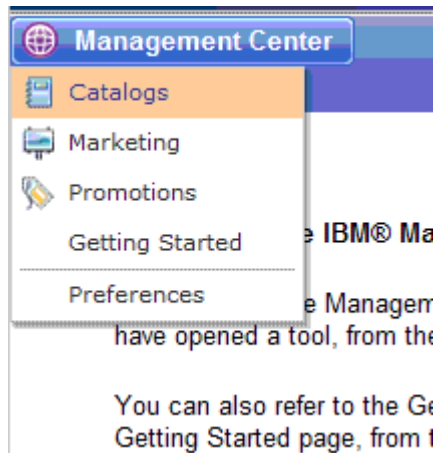 Management Center
Catalogs
Marketing
Promotions
Getting Started
IBM® Ma
Preferences
Managem
have opened a tool, from the
You can also refer to the Ge
Getting Started page, from t